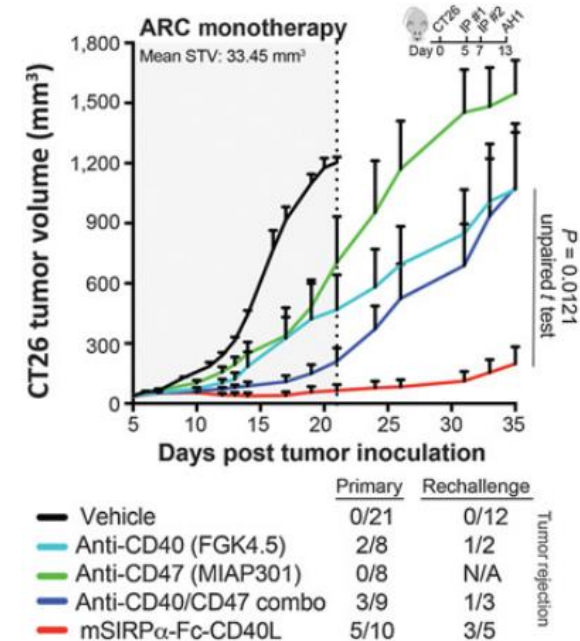 ARC monotherapy
Mean STV: 33.45 mm³
CT26
IP #1
IP #2
AH1
Day 0 5 7 13
CT26 tumor volume (mm³)
1,800
1,500
1,200
900
600
300
0
5 10 15 20 25 30 35
Days post tumor inoculation
P = 0.0121
unpaired t test
Primary Rechallenge
Vehicle 0/21 0/12
Anti-CD40 (FGK4.5) 2/8 1/2
Anti-CD47 (MIAP301) 0/8 N/A
Anti-CD40/CD47 combo 3/9 1/3
mSIRPα-Fc-CD40L 5/10 3/5
Tumor rejection